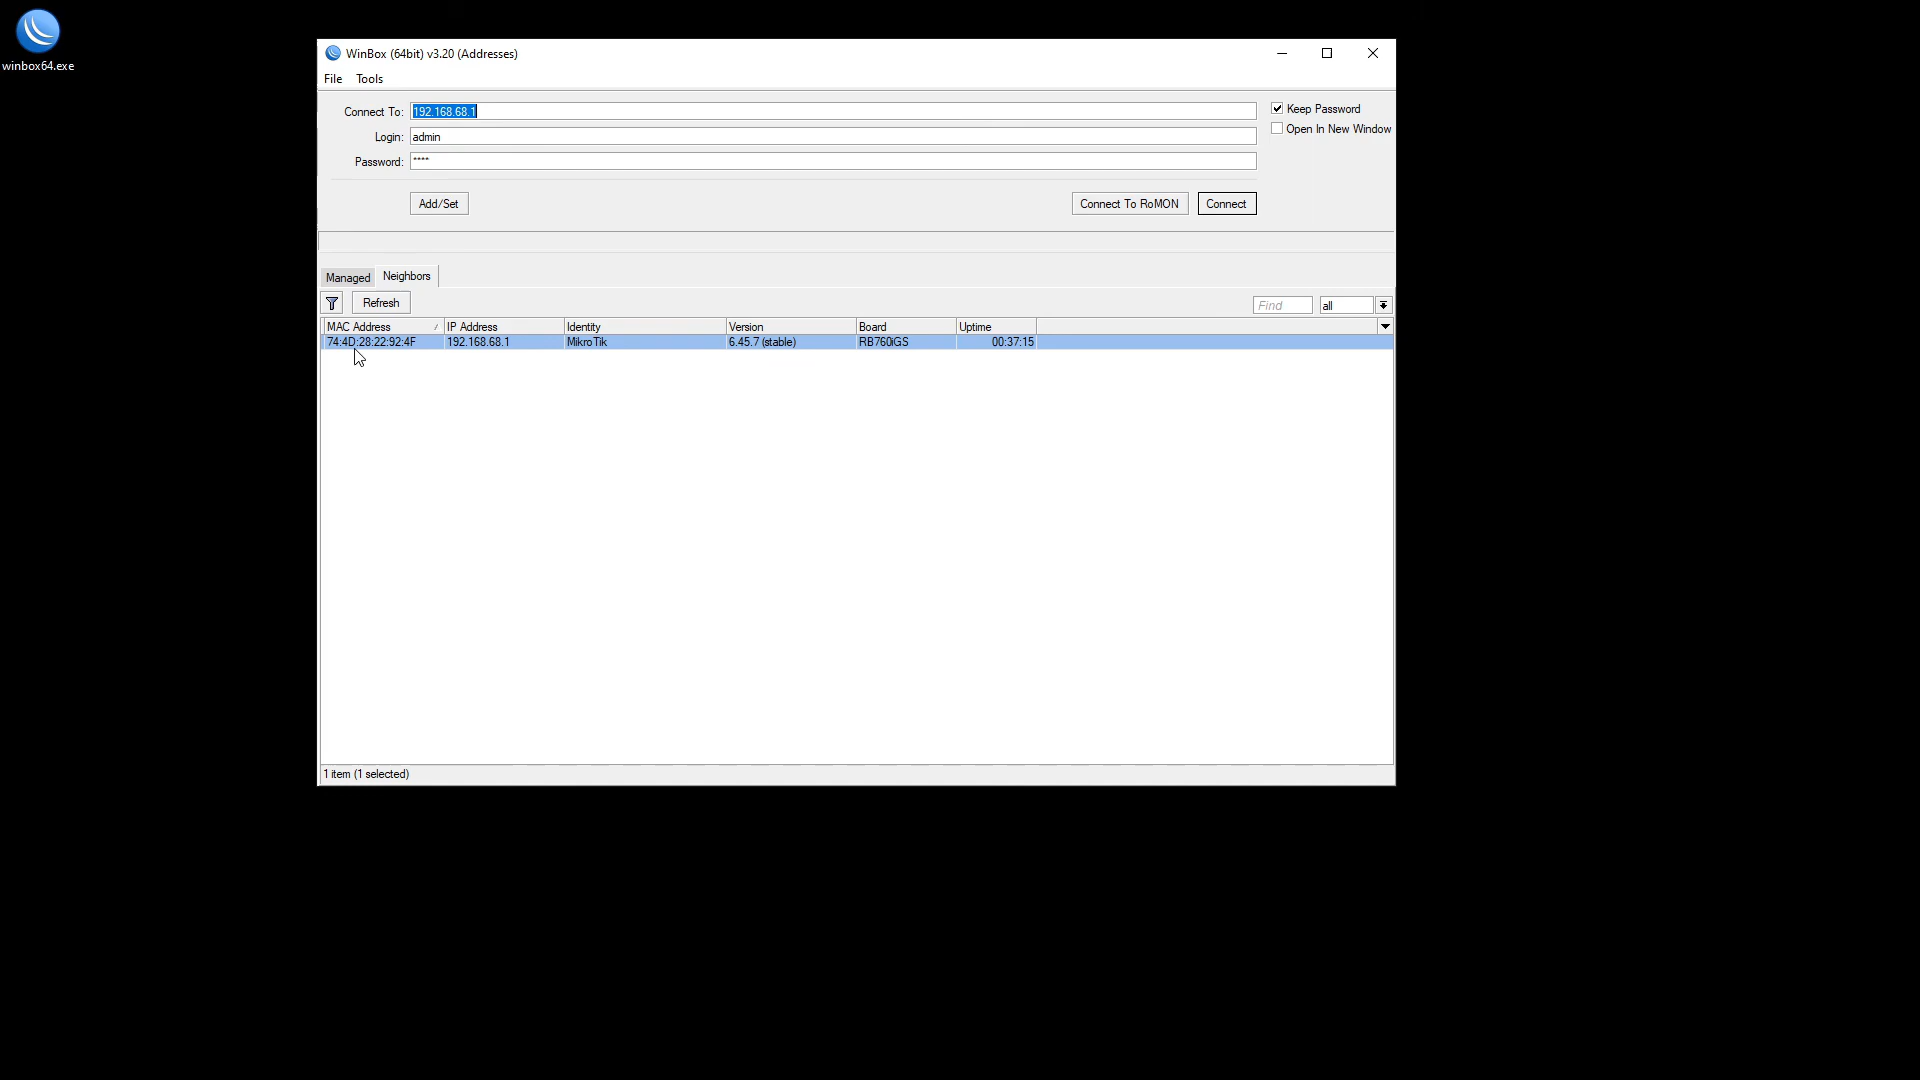 winbox64.exe
WinBox (64bit) v3.20 (Addresses)
File Tools
Connect To: 192.168.68.1
Keep Password
Open In New Window
Login: admin
Password: ****
Add/Set
Connect To RoMON
Connect
Managed
Neighbors
Refresh
Find
all
MAC Address / IP Address Identity Version Board Uptime
74:4D:28:22:92:4F 192.168.68.1 MikroTik 6.45.7 (stable) RB760iGS 00:37:15
1 item (1 selected)